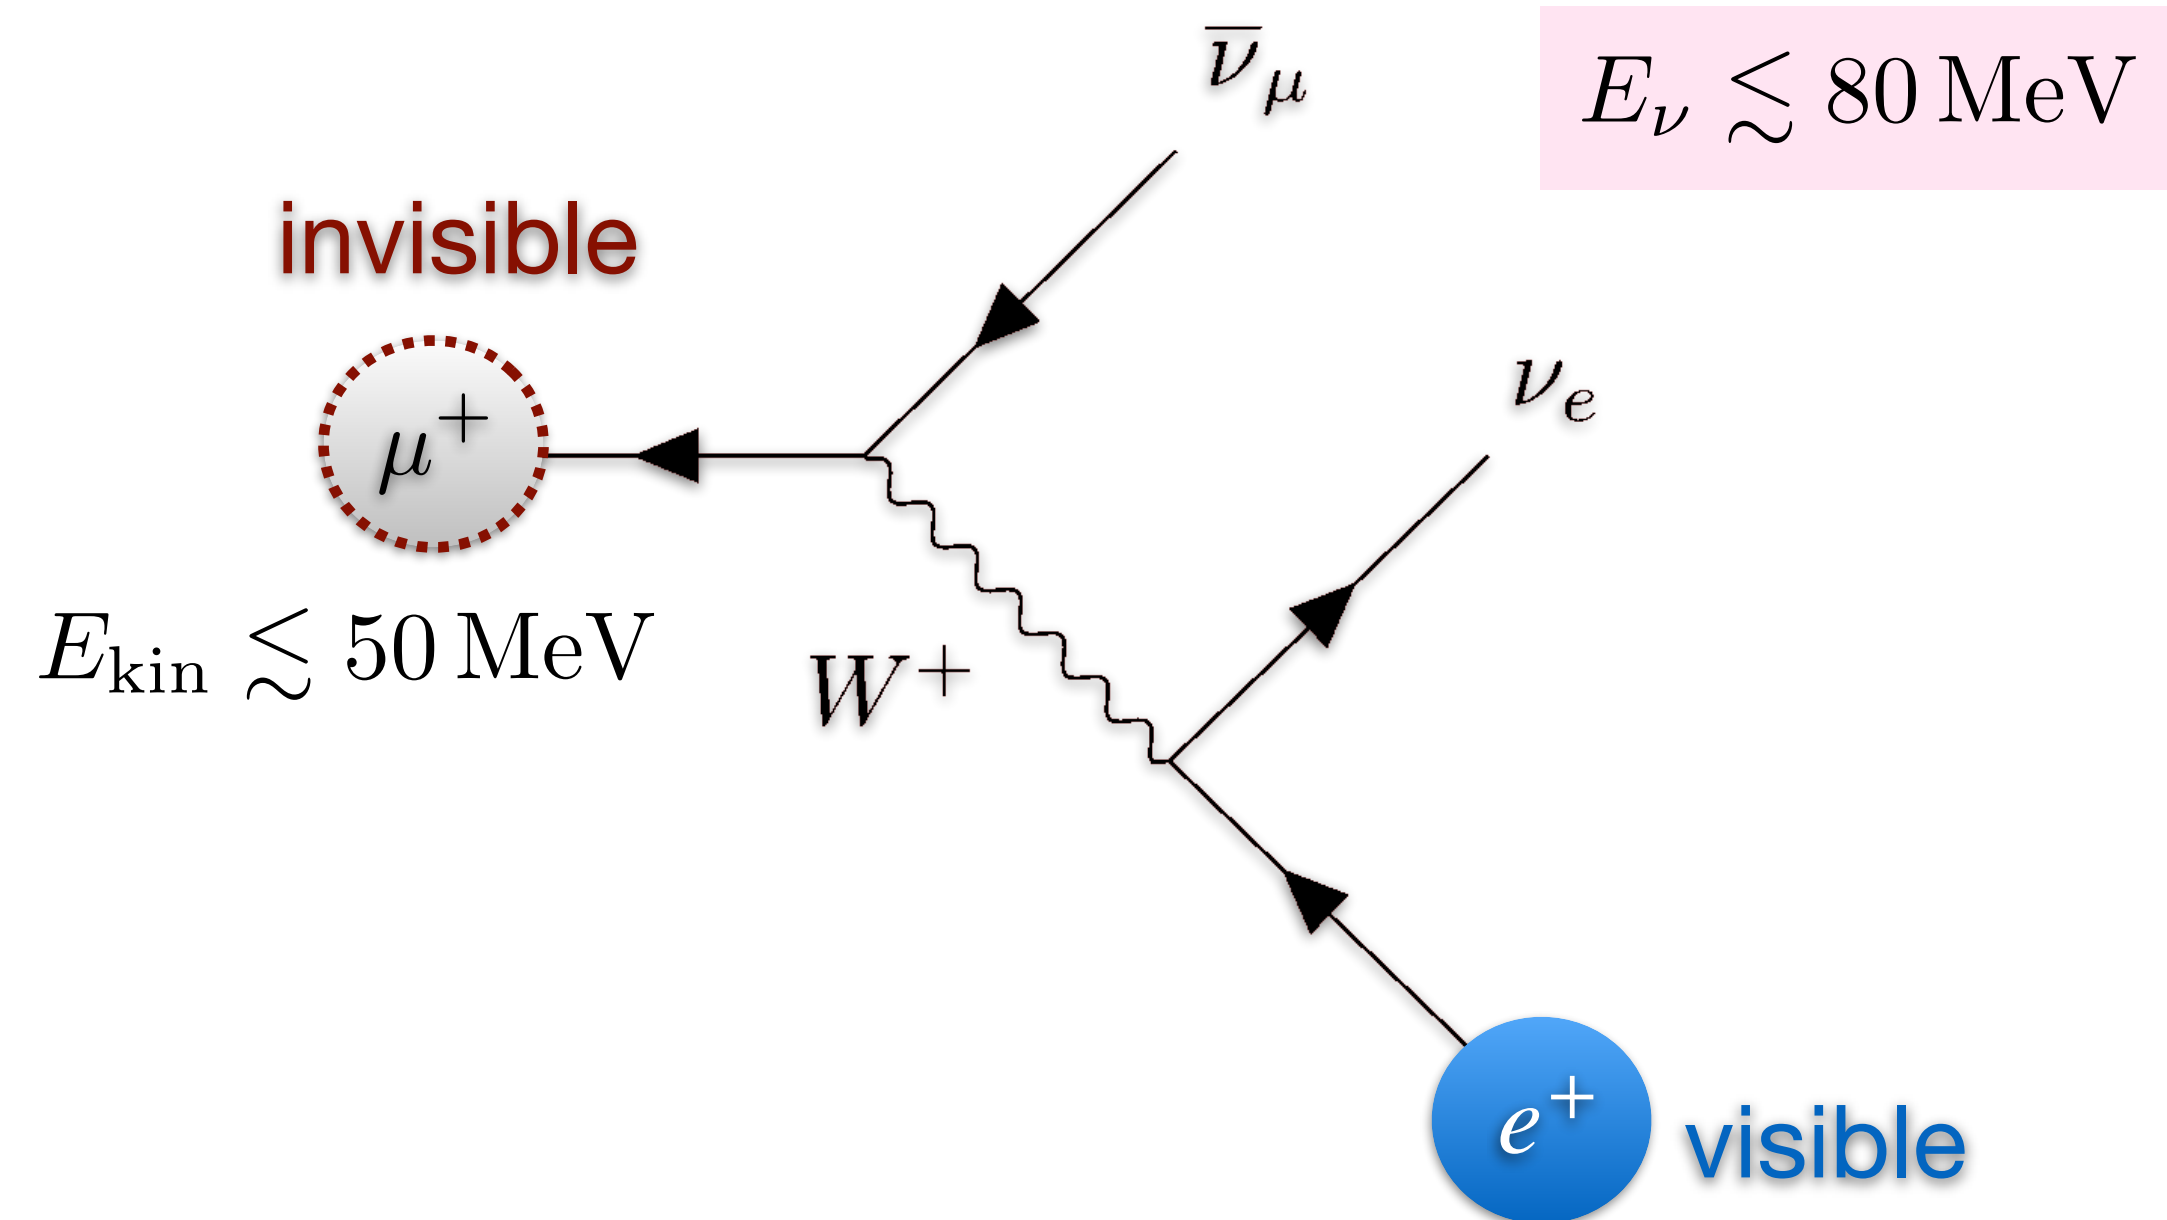 ν̅_μ
E_ν ≲ 80 MeV
invisible
μ⁺
ν_e
E_kin ≲ 50 MeV
W⁺
e⁺
visible